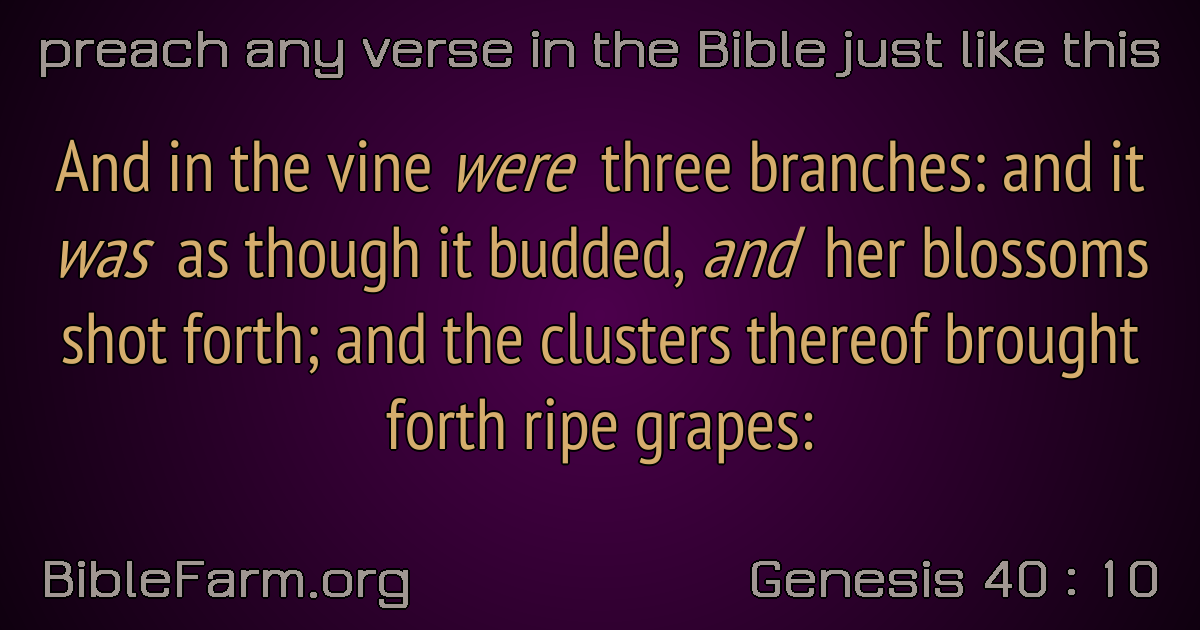 preach any verse in the Bible just like this
And in the vine were three branches: and it
was as though it budded, and her blossoms
shot forth; and the clusters thereof brought
forth ripe grapes:
BibleFarm.org
Genesis 40 : 10